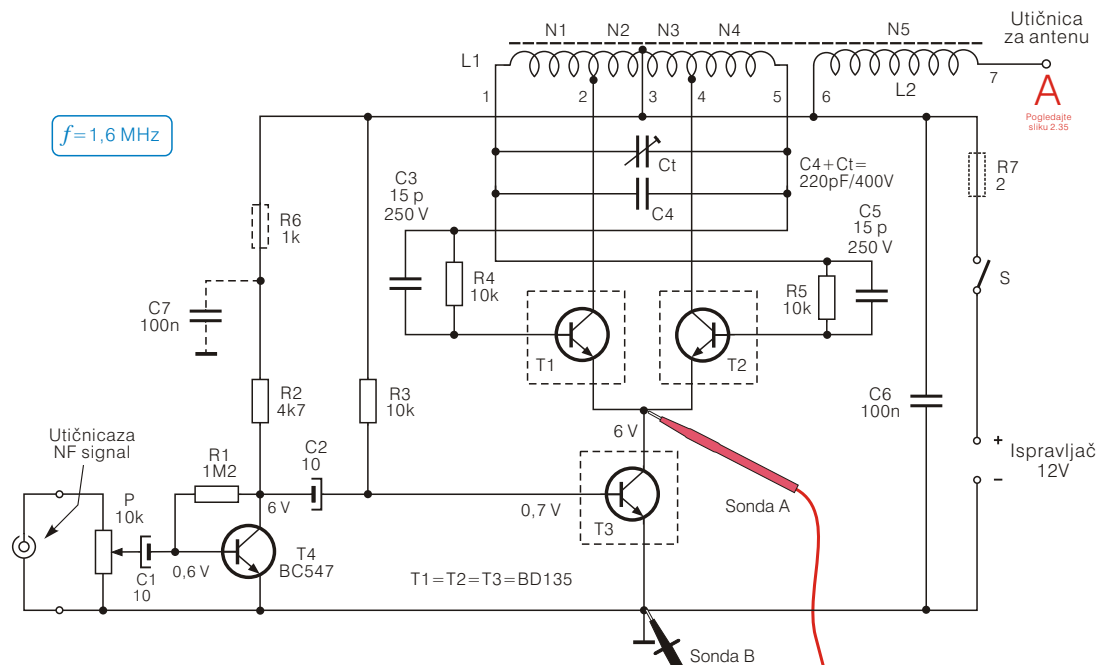 N1
N2
N3
N4
N5
Utičnica
za antenu
L1
L2
1
2
3
4
5
6
7
A
Pogledajte
sliku 2.35
f=1,6 MHz
Ct
C4
C4+Ct=
220pF/400V
R7
2
C3
15 p
250 V
C5
15 p
250 V
R6
1k
R4
10k
R5
10k
S
C7
100n
T1
T2
R2
4k7
R3
10k
C6
100n
6 V
Utičnicaza
NF signal
R1
1M2
C2
10
+
Ispravljač
12V
–
P
10k
6 V
Sonda A
0,7 V
T3
C1
10
0,6 V
T4
BC547
T1=T2=T3=BD135
Sonda B